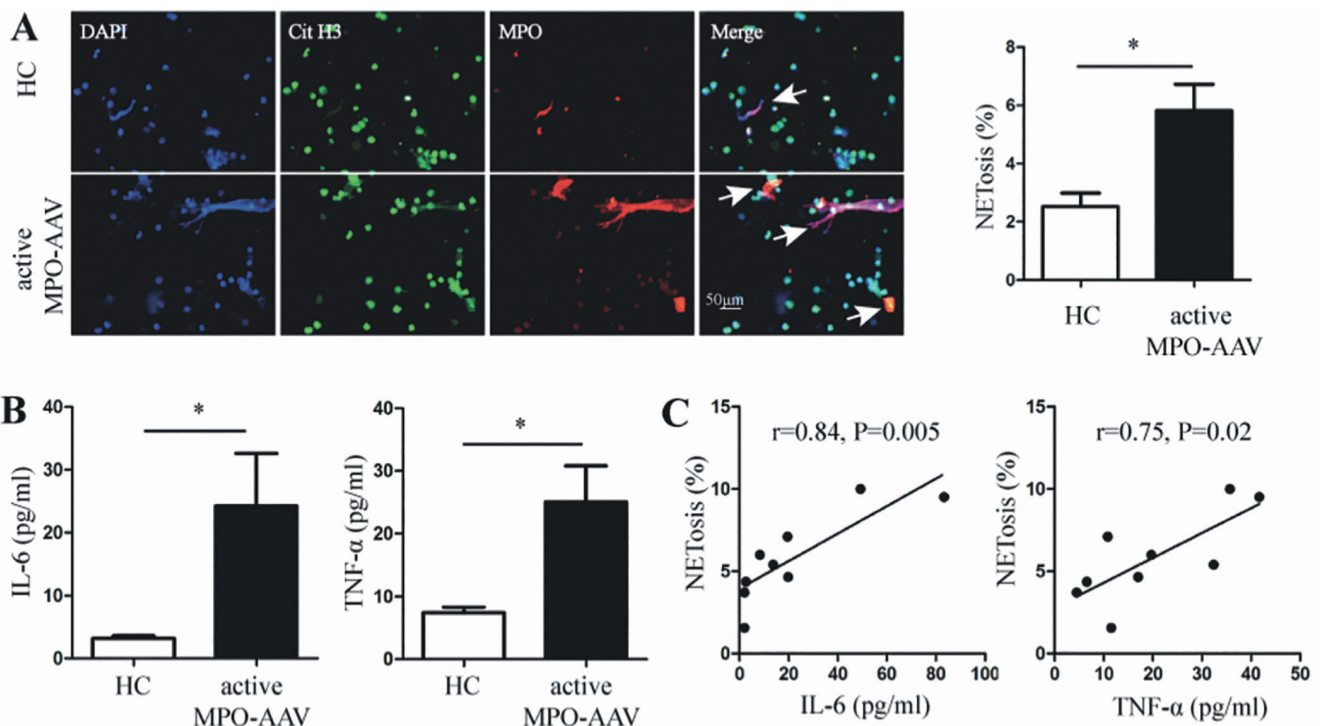 A
HC
active
MPO-AAV
DAPI
Cit H3
MPO
Merge
50μm
NETosis (%)
8
6
4
2
0
*
HC
active
MPO-AAV
B
IL-6 (pg/ml)
40
30
20
10
0
*
HC
active
MPO-AAV
TNF-α (pg/ml)
40
30
20
10
0
*
HC
active
MPO-AAV
C
NETosis (%)
15
10
5
0
r=0.84, P=0.005
0 20 40 60 80 100
IL-6 (pg/ml)
NETosis (%)
15
10
5
0
r=0.75, P=0.02
0 10 20 30 40 50
TNF-α (pg/ml)